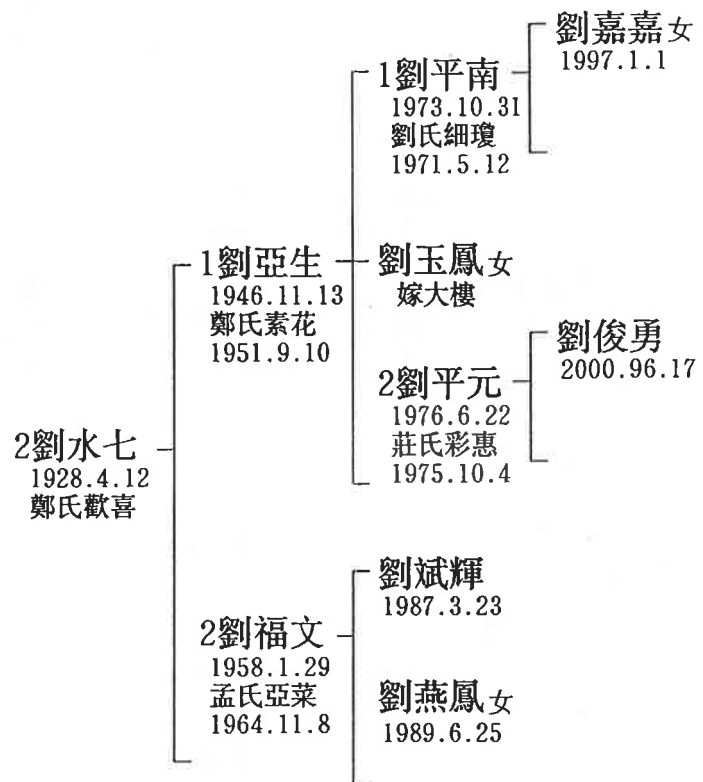 2劉水七
1928.4.12
鄭氏歡喜
1劉亞生
1946.11.13
鄭氏素花
1951.9.10
1劉平南
1973.10.31
劉氏細瓊
1971.5.12
劉嘉嘉女
1997.1.1
劉玉鳳女
嫁大樓
2劉平元
1976.6.22
莊氏彩惠
1975.10.4
劉俊勇
2000.96.17
2劉福文
1958.1.29
孟氏亞菜
1964.11.8
劉斌輝
1987.3.23
劉燕鳳女
1989.6.25